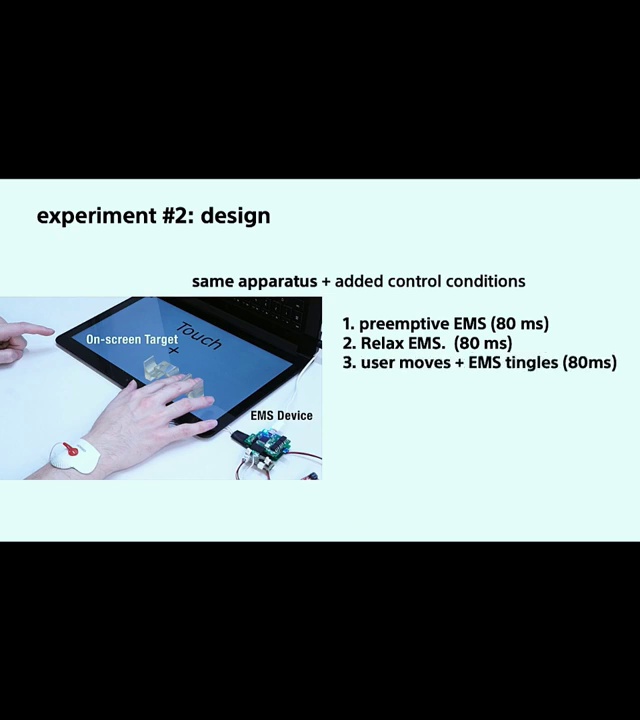 experiment #2: design
same apparatus + added control conditions
On-screen Target
Touch
+
EMS Device
1. preemptive EMS (80 ms)
2. Relax EMS. (80 ms)
3. user moves + EMS tingles (80ms)